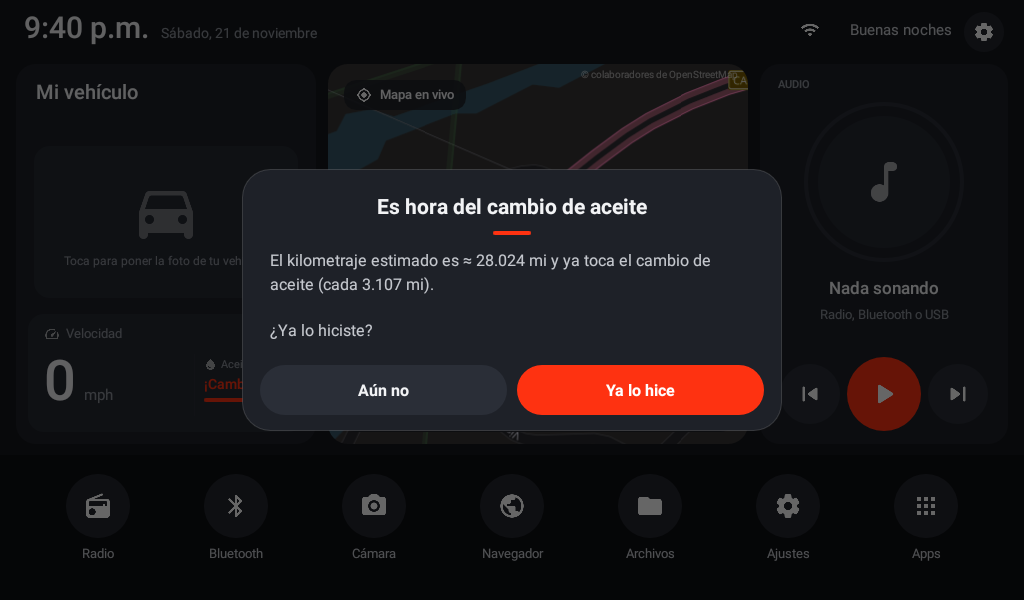 9:40 p.m. Sábado, 21 de noviembre
Buenas noches
Mi vehículo
Toca para poner la foto de tu veh
Velocidad
0 mph
Acei
¡Camb
© colaboradores de OpenStreetMap
CA
Mapa en vivo
AUDIO
Nada sonando
Radio, Bluetooth o USB
Es hora del cambio de aceite
El kilometraje estimado es ≈ 28.024 mi y ya toca el cambio de
aceite (cada 3.107 mi).
¿Ya lo hiciste?
Aún no
Ya lo hice
Radio
Bluetooth
Cámara
Navegador
Archivos
Ajustes
Apps